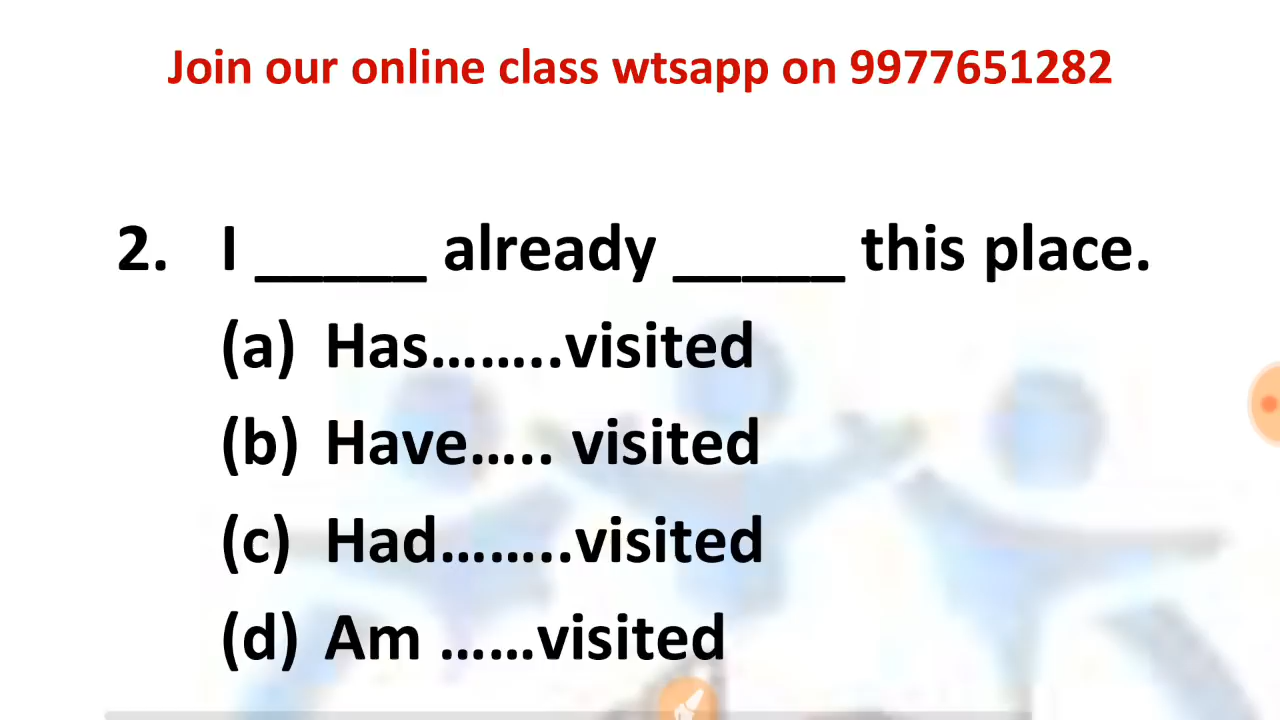 Join our online class wtsapp on 9977651282
2. I _____ already _____ this place.
(a) Has……..visited
(b) Have….. visited
(c) Had……..visited
(d) Am ……visited